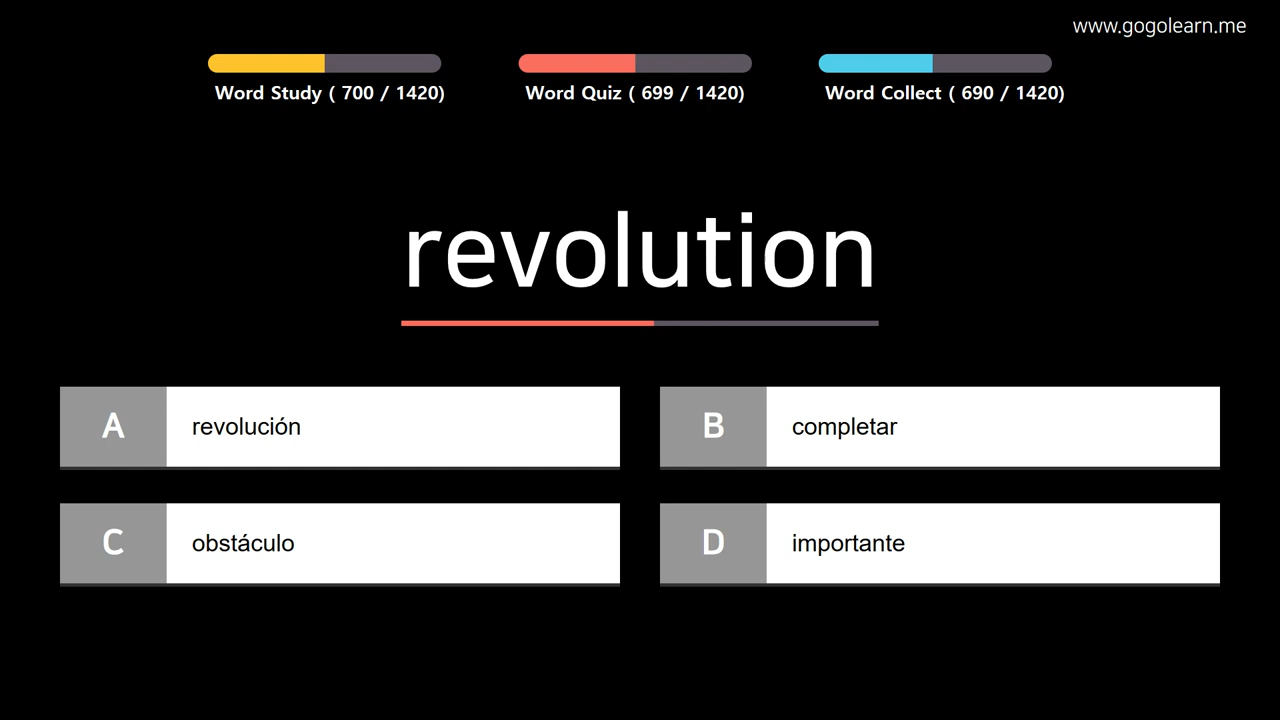 www.gogolearn.me
Word Study ( 700 / 1420)
Word Quiz ( 699 / 1420)
Word Collect ( 690 / 1420)
revolution
A revolución
B completar
C obstáculo
D importante